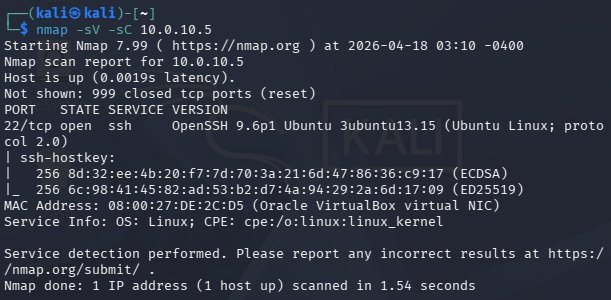 ┌──(kali㉿kali)-[~]
└─$ nmap -sV -sC 10.0.10.5
Starting Nmap 7.99 ( https://nmap.org ) at 2026-04-18 03:10 -0400
Nmap scan report for 10.0.10.5
Host is up (0.0019s latency).
Not shown: 999 closed tcp ports (reset)
PORT   STATE SERVICE VERSION
22/tcp open  ssh     OpenSSH 9.6p1 Ubuntu 3ubuntu13.15 (Ubuntu Linux; proto
col 2.0)
| ssh-hostkey:
|   256 8d:32:ee:4b:20:f7:7d:70:3a:21:6d:47:86:36:c9:17 (ECDSA)
|_  256 6c:98:41:45:82:ad:53:b2:d7:4a:94:29:2a:6d:17:09 (ED25519)
MAC Address: 08:00:27:DE:2C:D5 (Oracle VirtualBox virtual NIC)
Service Info: OS: Linux; CPE: cpe:/o:linux:linux_kernel

Service detection performed. Please report any incorrect results at https:/
/nmap.org/submit/ .
Nmap done: 1 IP address (1 host up) scanned in 1.54 seconds
KALI